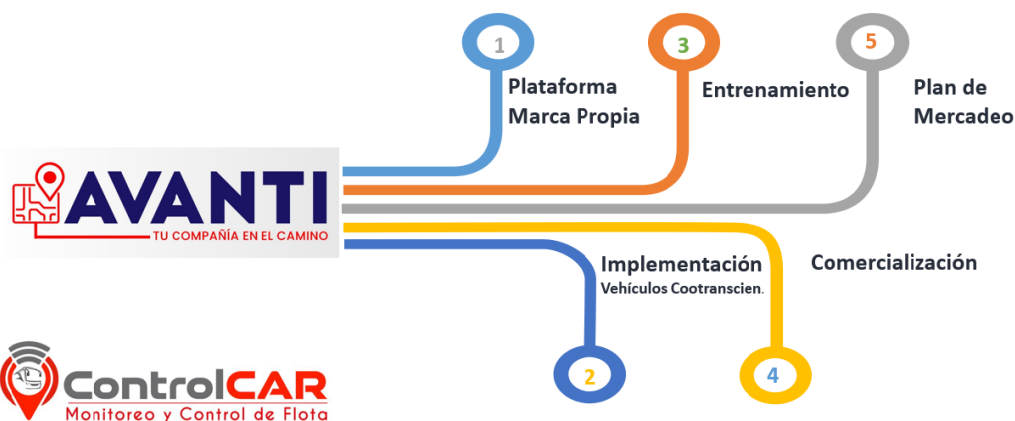 1
Plataforma
Marca Propia
3
Entrenamiento
5
Plan de
Mercadeo
AVANTI
TU COMPAÑÍA EN EL CAMINO
Implementación
Vehículos Cootranscien.
2
Comercialización
4
ControlCAR
Monitoreo y Control de Flota